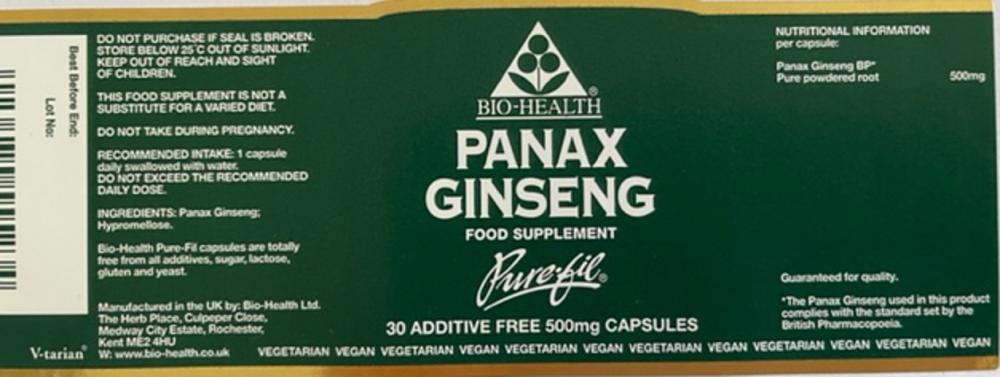 Best Before End:
Lot No:
V-tarian®
DO NOT PURCHASE IF SEAL IS BROKEN.
STORE BELOW 25°C OUT OF SUNLIGHT.
KEEP OUT OF REACH AND SIGHT
OF CHILDREN.
THIS FOOD SUPPLEMENT IS NOT A
SUBSTITUTE FOR A VARIED DIET.
DO NOT TAKE DURING PREGNANCY.
RECOMMENDED INTAKE: 1 capsule
daily swallowed with water.
DO NOT EXCEED THE RECOMMENDED
DAILY DOSE.
INGREDIENTS: Panax Ginseng;
Hypromellose.
Bio-Health Pure-Fil capsules are totally
free from all additives, sugar, lactose,
gluten and yeast.
Manufactured in the UK by: Bio-Health Ltd.
The Herb Place, Culpeper Close,
Medway City Estate, Rochester,
Kent ME2 4HU
W: www.bio-health.co.uk
BIO-HEALTH®
PANAX
GINSENG
FOOD SUPPLEMENT
Pure-fil®
30 ADDITIVE FREE 500mg CAPSULES
VEGETARIAN VEGAN VEGETARIAN VEGAN VEGETARIAN VEGAN VEGETARIAN VEGAN VEGETARIAN VEGAN VEGETARIAN VEGAN
NUTRITIONAL INFORMATION
per capsule:
Panax Ginseng BP*
Pure powdered root 500mg
Guaranteed for quality.
*The Panax Ginseng used in this product
complies with the standard set by the
British Pharmacopoeia.